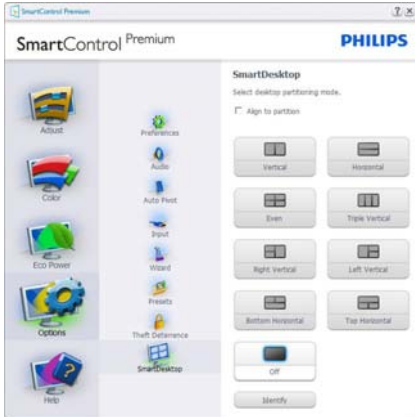 SmartControl Premium
SmartControl Premium
PHILIPS
Adjust
Color
Eco Power
Options
Help
Preferences
Audio
Auto Pivot
Input
Wizard
Presets
Theft Deterrence
SmartDesktop
SmartDesktop
Select desktop partitioning mode.
Align to partition
Vertical
Horizontal
Even
Triple Vertical
Right Vertical
Left Vertical
Bottom Horizontal
Top Horizontal
Off
Identify